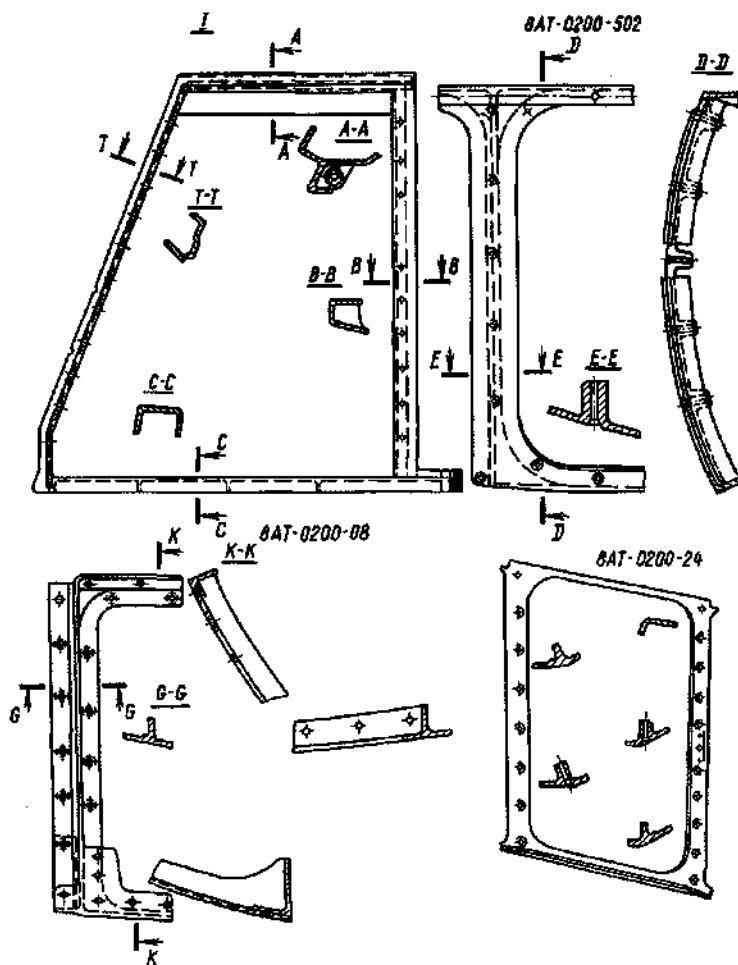 I
A
8AT-0200-502
D
D-D
A
A-A
T
T
T-T
B
B
B-B
E
E
E-E
C-C
C
C
D
K
8AT-0200-08
K-K
8AT-0200-24
G
G
G-G
K